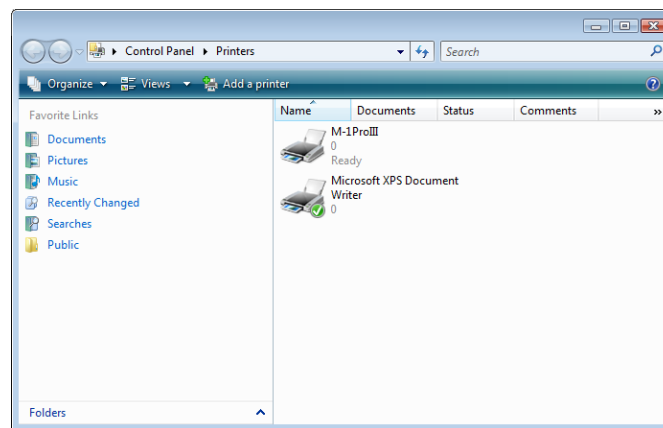 Control Panel Printers
Search
Organize Views Add a printer
Favorite Links
Documents
Pictures
Music
Recently Changed
Searches
Public
Folders
Name Documents Status Comments »
M-1ProⅢ
0
Ready
Microsoft XPS Document
Writer
0